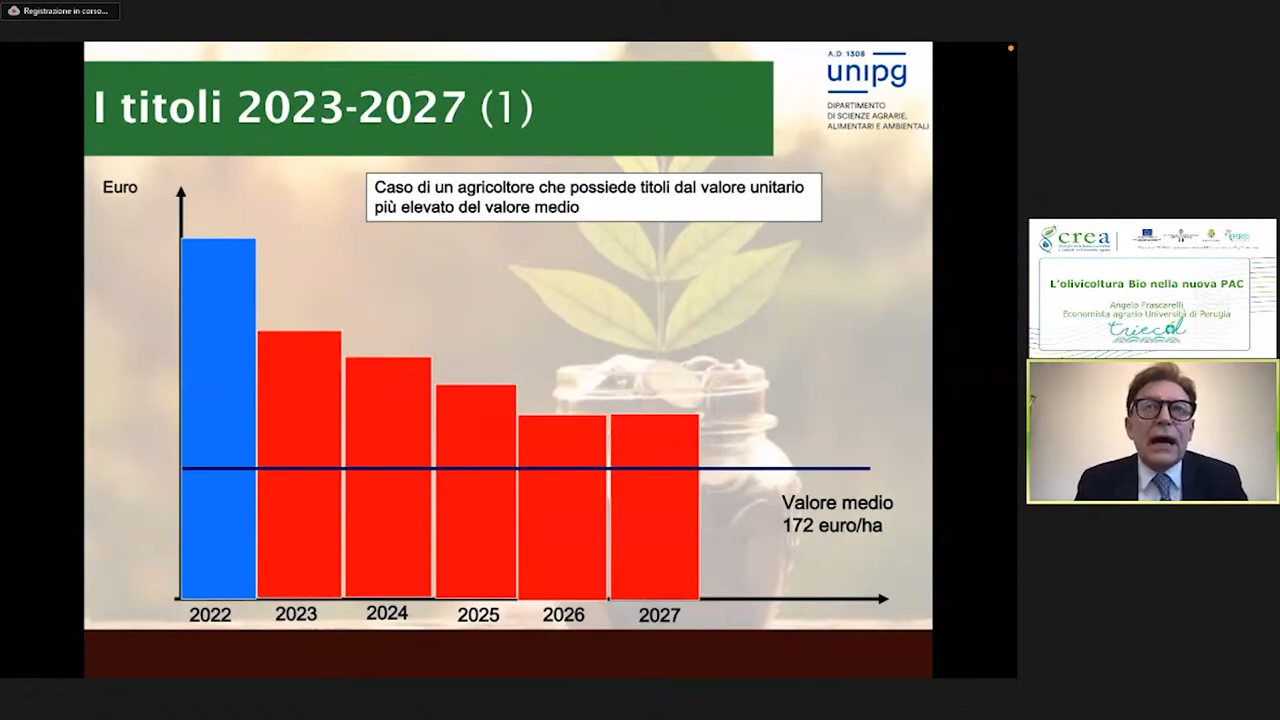 Registrazione in corso...
I titoli 2023-2027 (1)
A.D. 1308
unipg
DIPARTIMENTO
DI SCIENZE AGRARIE,
ALIMENTARI E AMBIENTALI
Euro
Caso di un agricoltore che possiede titoli dal valore unitario
più elevato del valore medio
Valore medio
172 euro/ha
2022
2023
2024
2025
2026
2027
crea
L'olivicoltura Bio nella nuova PAC
Angelo Frascarelli
Economista agrario Università di Perugia